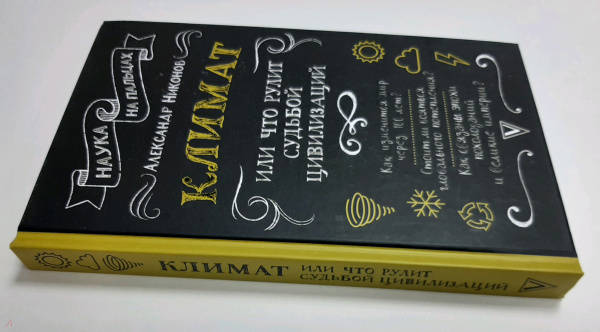 НАУКА
НА ПАЛЬЦАХ
АЛЕКСАНДР НИКОНОВ
КЛИМАТ
ИЛИ ЧТО РУЛИТ
СУДЬБОЙ
ЦИВИЛИЗАЦИЙ
Как изменится мир
через 100 лет?
Стоит ли бояться
глобального потепления?
Как связаны эпохи
похолоданий
и великие империи?
КЛИМАТ
ИЛИ ЧТО РУЛИТ
СУДЬБОЙ ЦИВИЛИЗАЦИЙ